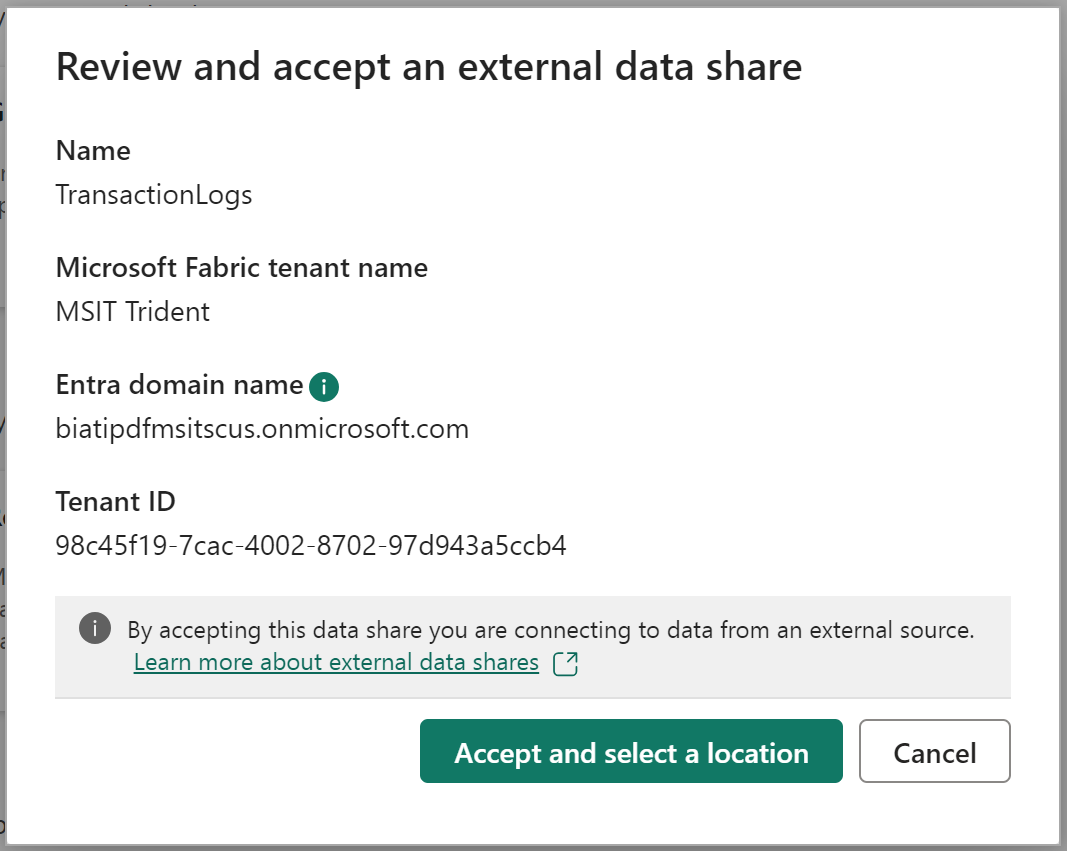 Review and accept an external data share
Name
TransactionLogs
Microsoft Fabric tenant name
MSIT Trident
Entra domain name
biatipdfmsitscus.onmicrosoft.com
Tenant ID
98c45f19-7cac-4002-8702-97d943a5ccb4
By accepting this data share you are connecting to data from an external source.
Learn more about external data shares
Accept and select a location
Cancel